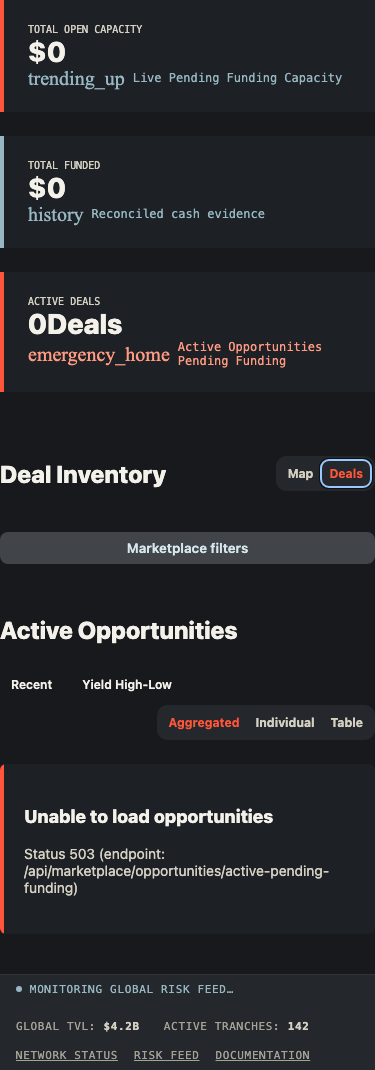 TOTAL OPEN CAPACITY
$0
trending_up Live Pending Funding Capacity
TOTAL FUNDED
$0
history Reconciled cash evidence
ACTIVE DEALS
0Deals
emergency_home Active Opportunities
Pending Funding
Deal Inventory
Map Deals
Marketplace filters
Active Opportunities
Recent Yield High-Low
Aggregated Individual Table
Unable to load opportunities
Status 503 (endpoint:
/api/marketplace/opportunities/active-pending-
funding)
MONITORING GLOBAL RISK FEED…
GLOBAL TVL: $4.2B ACTIVE TRANCHES: 142
NETWORK STATUS RISK FEED DOCUMENTATION